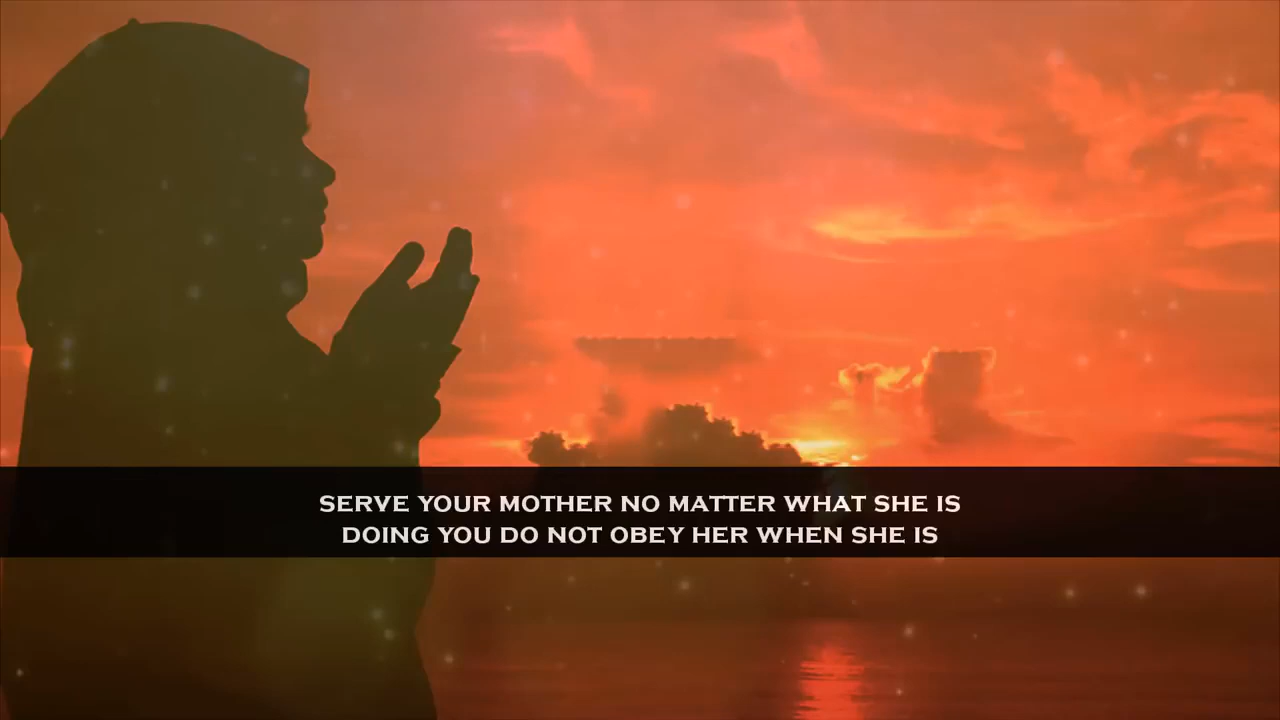 SERVE YOUR MOTHER NO MATTER WHAT SHE IS
DOING YOU DO NOT OBEY HER WHEN SHE IS